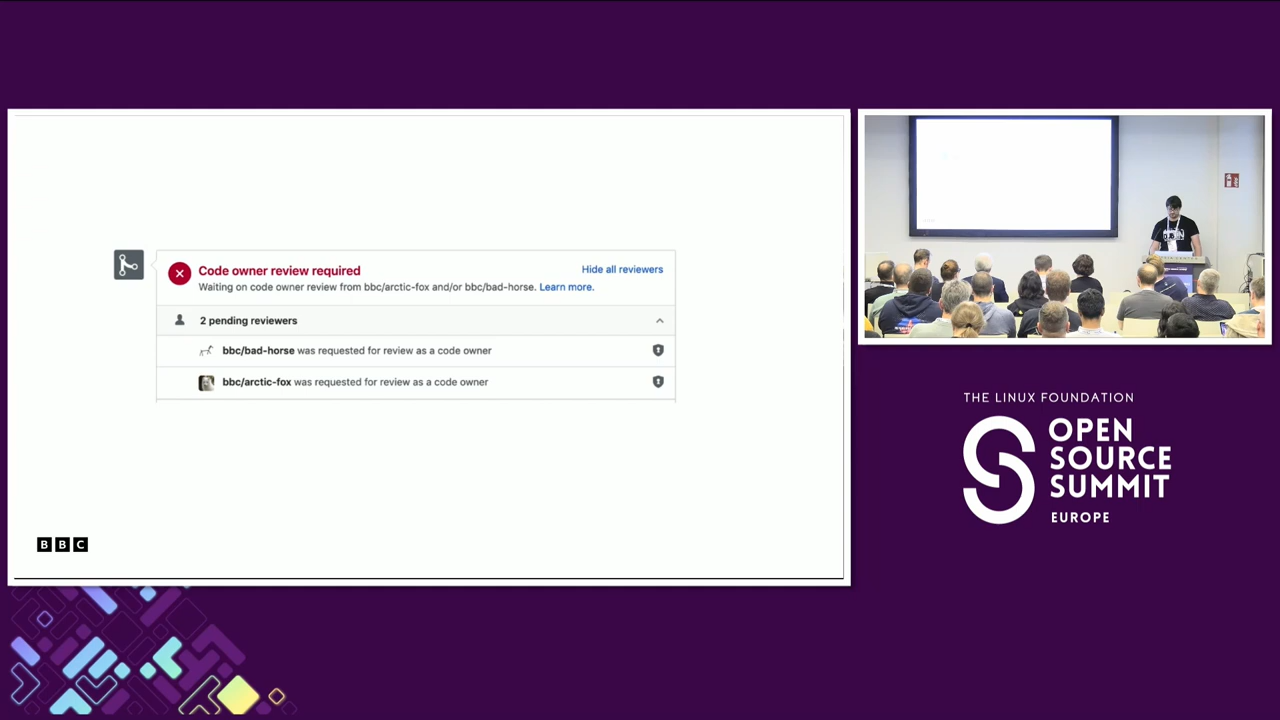 Code owner review required
Hide all reviewers
Waiting on code owner review from bbc/arctic-fox and/or bbc/bad-horse. Learn more.
2 pending reviewers
bbc/bad-horse was requested for review as a code owner
bbc/arctic-fox was requested for review as a code owner
BBC
THE LINUX FOUNDATION
OPEN
SOURCE
SUMMIT
EUROPE